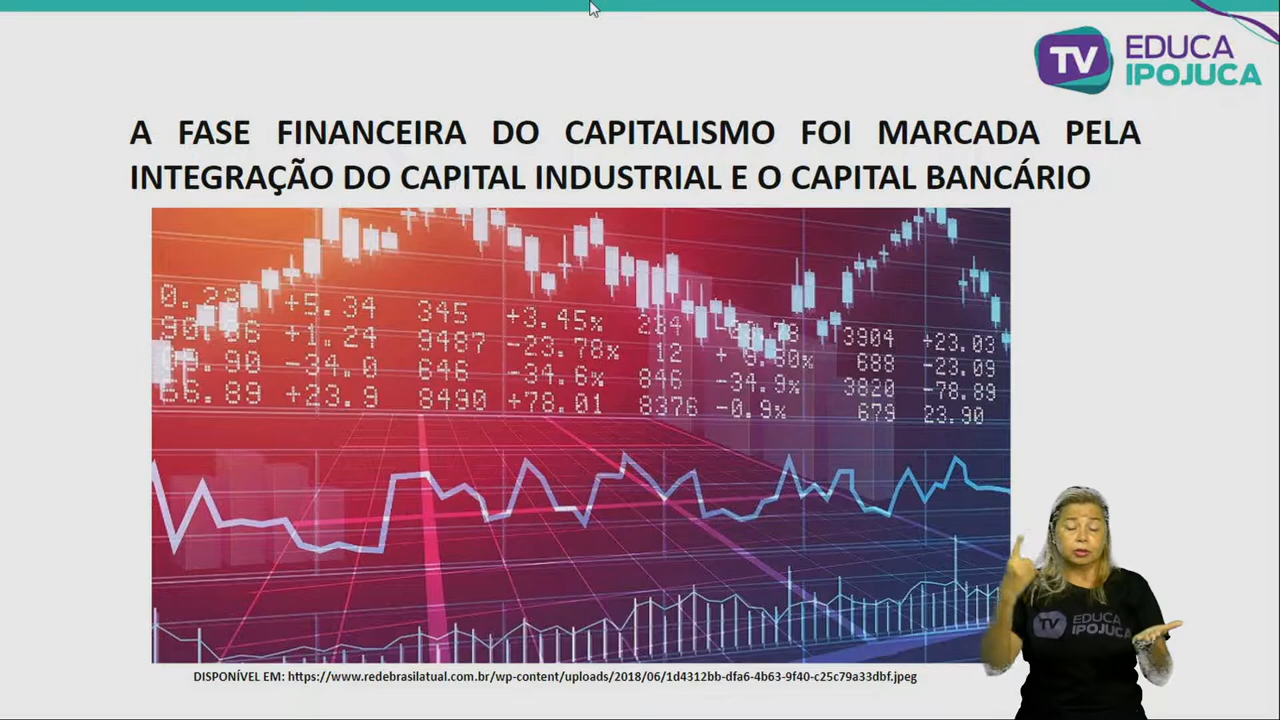 TV EDUCA
IPOJUCA
A FASE FINANCEIRA DO CAPITALISMO FOI MARCADA PELA
INTEGRAÇÃO DO CAPITAL INDUSTRIAL E O CAPITAL BANCÁRIO
+5.34 345 +3.45% 3904 +23.03
+1.24 9487 -23.78% 12 688 -23.09
-34.0 646 -34.6% 846 -34.9% 3820 -78.89
66.89 +23.9 8490 +78.01 8376 -0.9% 679 23.90
TV EDUCA
IPOJUCA
DISPONÍVEL EM: https://www.redebrasilatual.com.br/wp-content/uploads/2018/06/1d4312bb-dfa6-4b63-9f40-c25c79a33dbf.jpeg